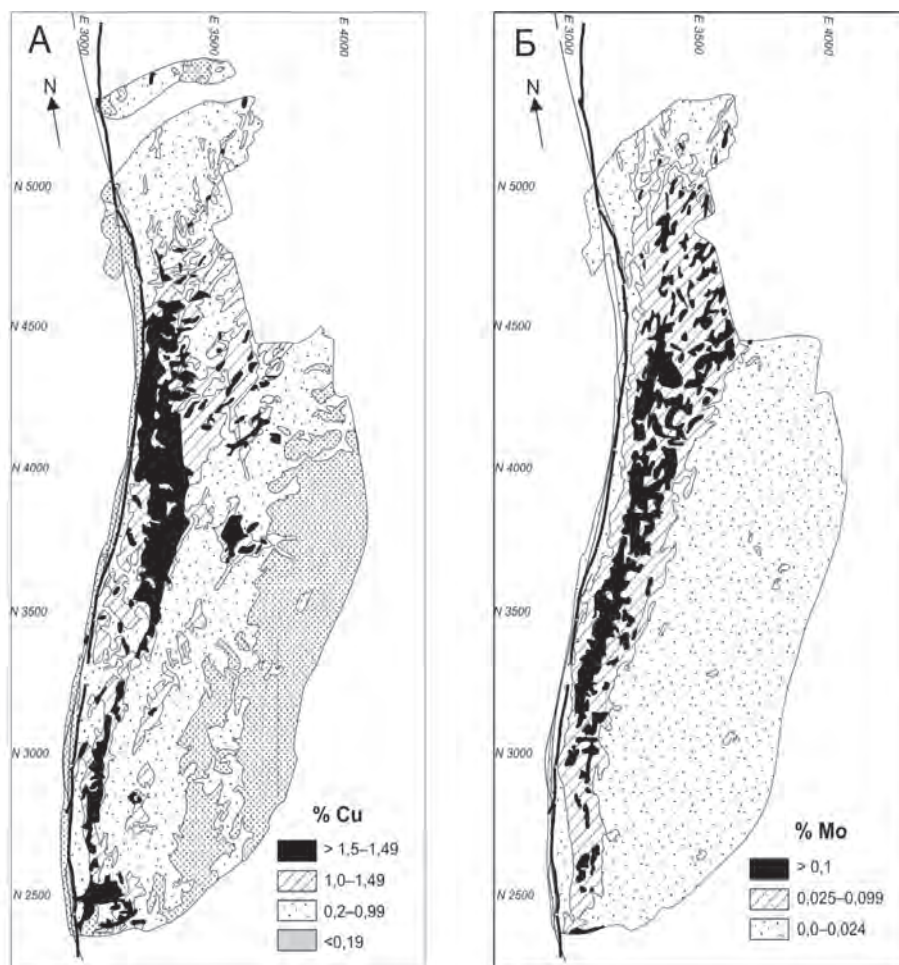 А
E 3000
E 3500
E 4000
N
N 5000
N 4500
N 4000
N 3500
N 3000
N 2500
% Cu
> 1,5–1,49
1,0–1,49
0,2–0,99
<0,19
Б
E 3000
E 3500
E 4000
N
N 5000
N 4500
N 4000
N 3500
N 3000
N 2500
% Mo
> 0,1
0,025–0,099
0,0–0,024